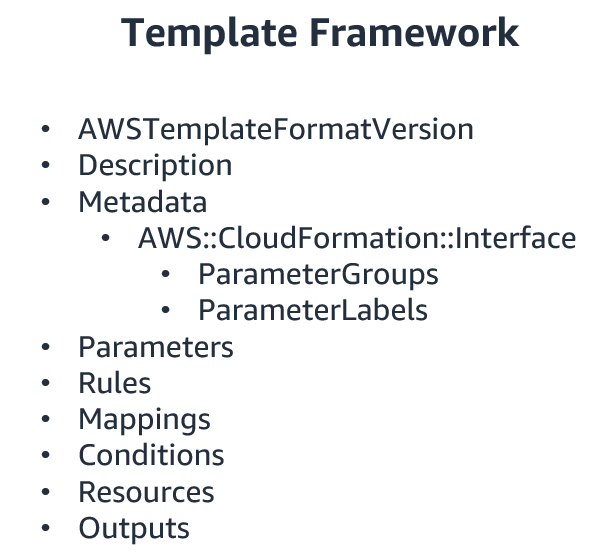 Template Framework
• AWSTemplateFormatVersion
• Description
• Metadata
• AWS::CloudFormation::Interface
• ParameterGroups
• ParameterLabels
• Parameters
• Rules
• Mappings
• Conditions
• Resources
• Outputs